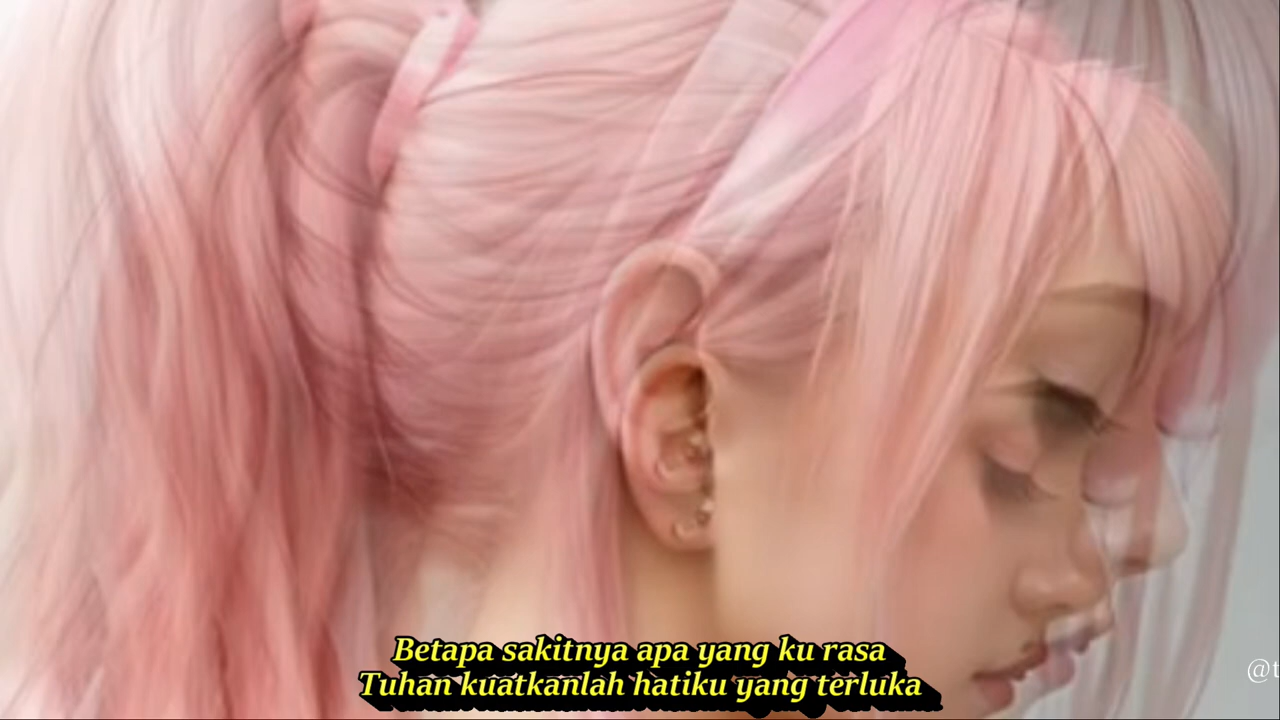 Betapa sakitnya apa yang ku rasa
Tuhan kuatkanlah hatiku yang terluka
@t